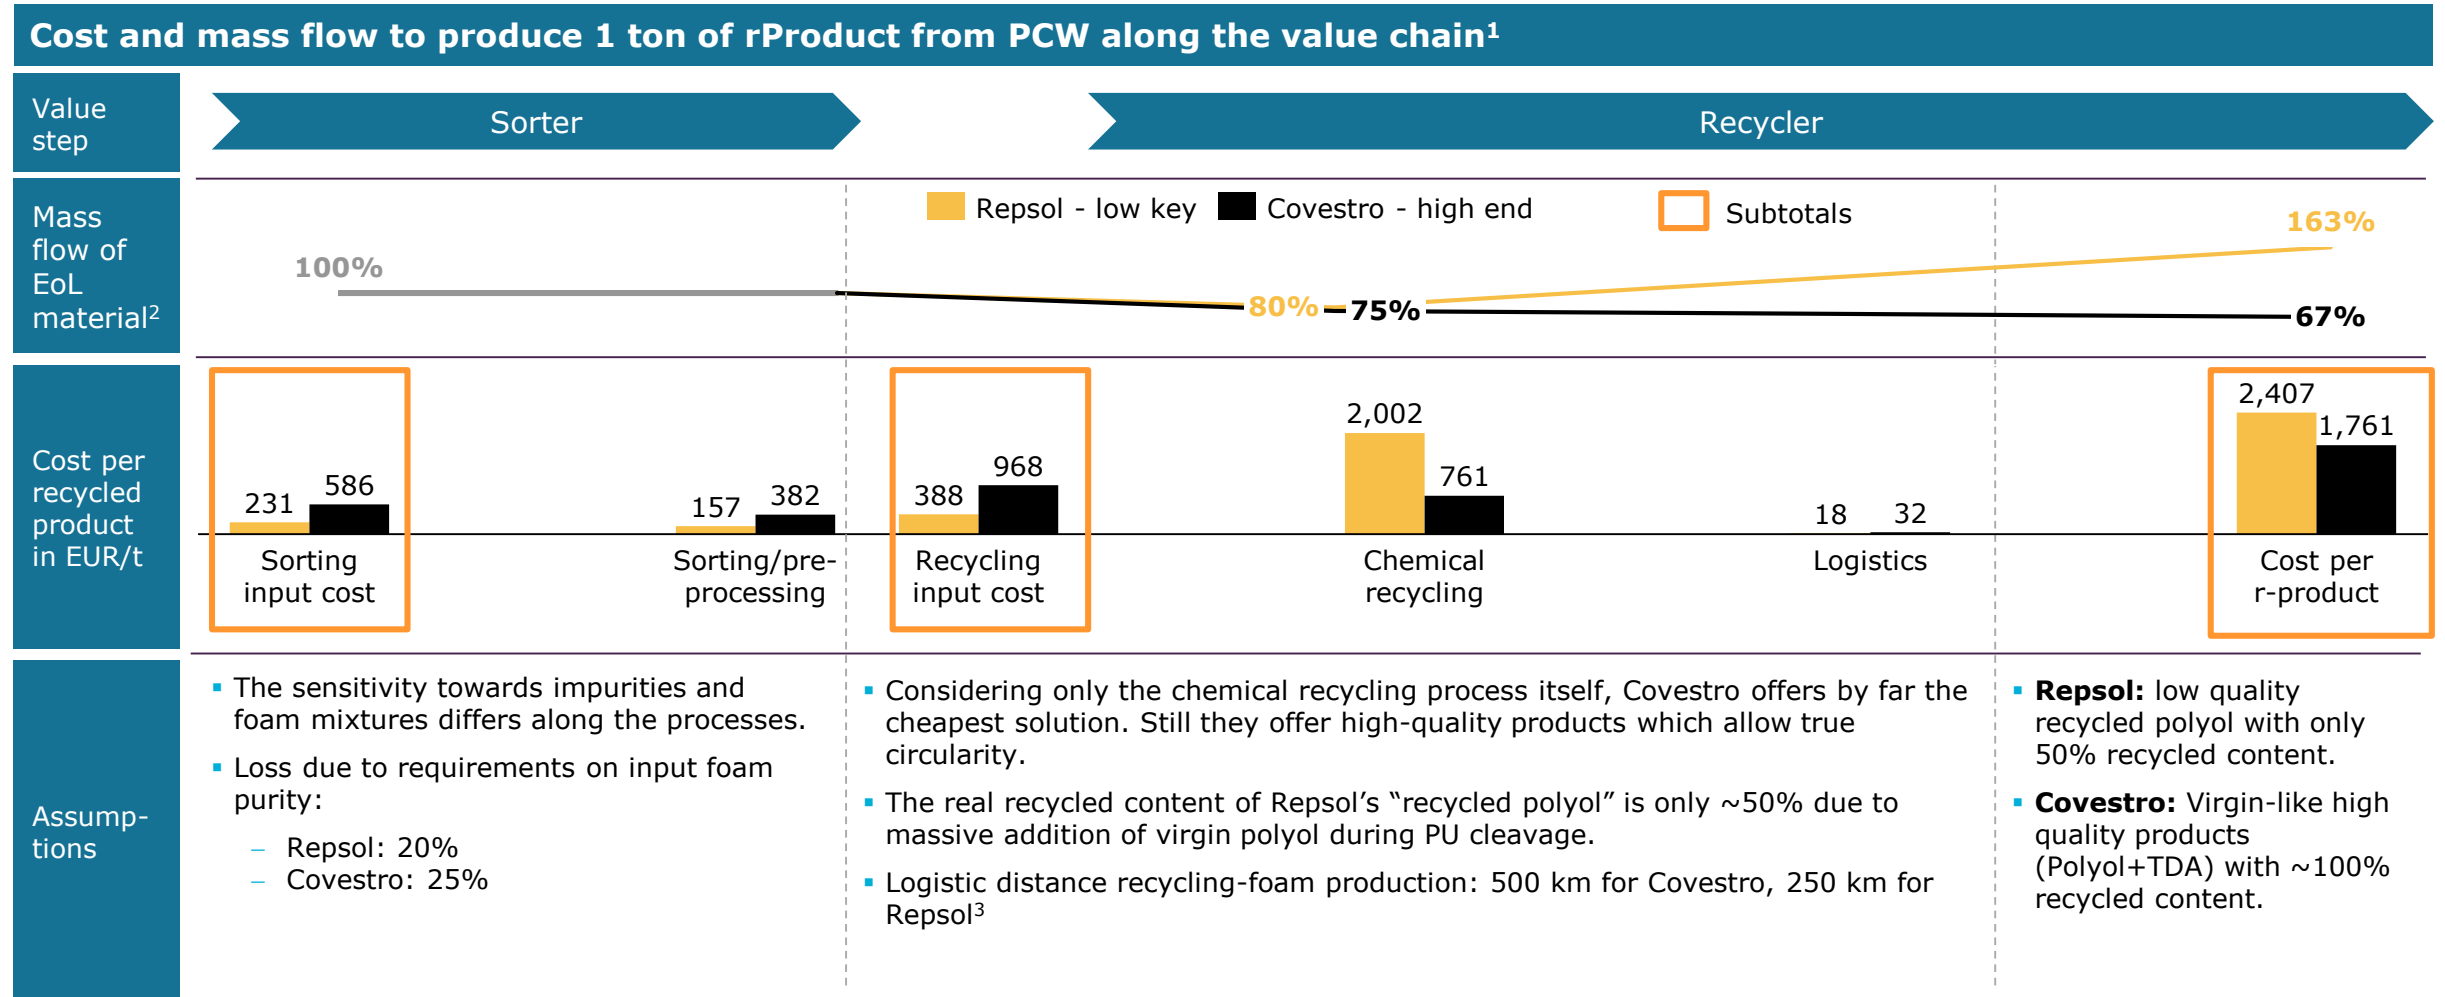 Cost and mass flow to produce 1 ton of rProduct from PCW along the value chain¹
Value
step
Sorter
Recycler
Mass
flow of
EoL
material²
Repsol - low key
Covestro - high end
Subtotals
100%
80%
75%
163%
67%
Cost per
recycled
product
in EUR/t
231
586
157
382
388
968
2,002
761
18
32
2,407
1,761
Sorting
input cost
Sorting/pre-
processing
Recycling
input cost
Chemical
recycling
Logistics
Cost per
r-product
Assump-
tions
▪ The sensitivity towards impurities and
foam mixtures differs along the processes.
▪ Loss due to requirements on input foam
purity:
– Repsol: 20%
– Covestro: 25%
▪ Considering only the chemical recycling process itself, Covestro offers by far the
cheapest solution. Still they offer high-quality products which allow true
circularity.
▪ The real recycled content of Repsol’s “recycled polyol” is only ~50% due to
massive addition of virgin polyol during PU cleavage.
▪ Logistic distance recycling-foam production: 500 km for Covestro, 250 km for
Repsol³
▪ Repsol: low quality
recycled polyol with only
50% recycled content.
▪ Covestro: Virgin-like high
quality products
(Polyol+TDA) with ~100%
recycled content.